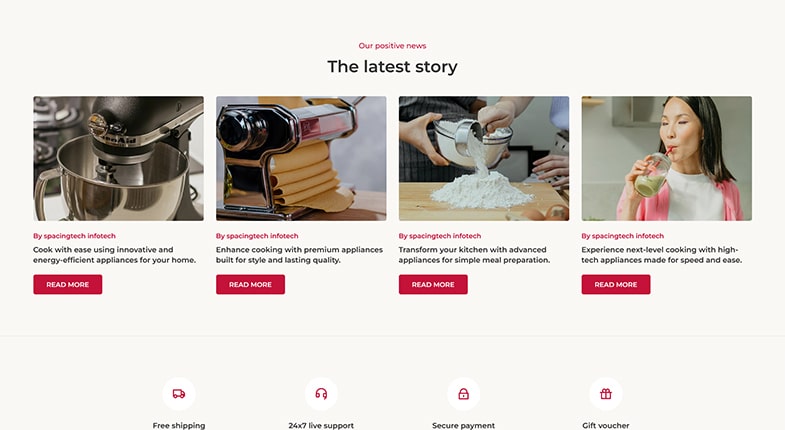 Our positive news
The latest story
By spacingtech infotech
Cook with ease using innovative and
energy-efficient appliances for your home.
READ MORE
By spacingtech infotech
Enhance cooking with premium appliances
built for style and lasting quality.
READ MORE
By spacingtech infotech
Transform your kitchen with advanced
appliances for simple meal preparation.
READ MORE
By spacingtech infotech
Experience next-level cooking with high-
tech appliances made for speed and ease.
READ MORE
Free shipping
24x7 live support
Secure payment
Gift voucher